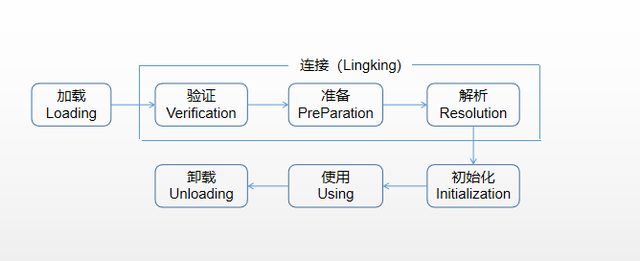 连接（Lingking)
加载
Loading
验证
Verification
准备
PreParation
解析
Resolution
初始化
Initialization
使用
Using
卸载
Unloading